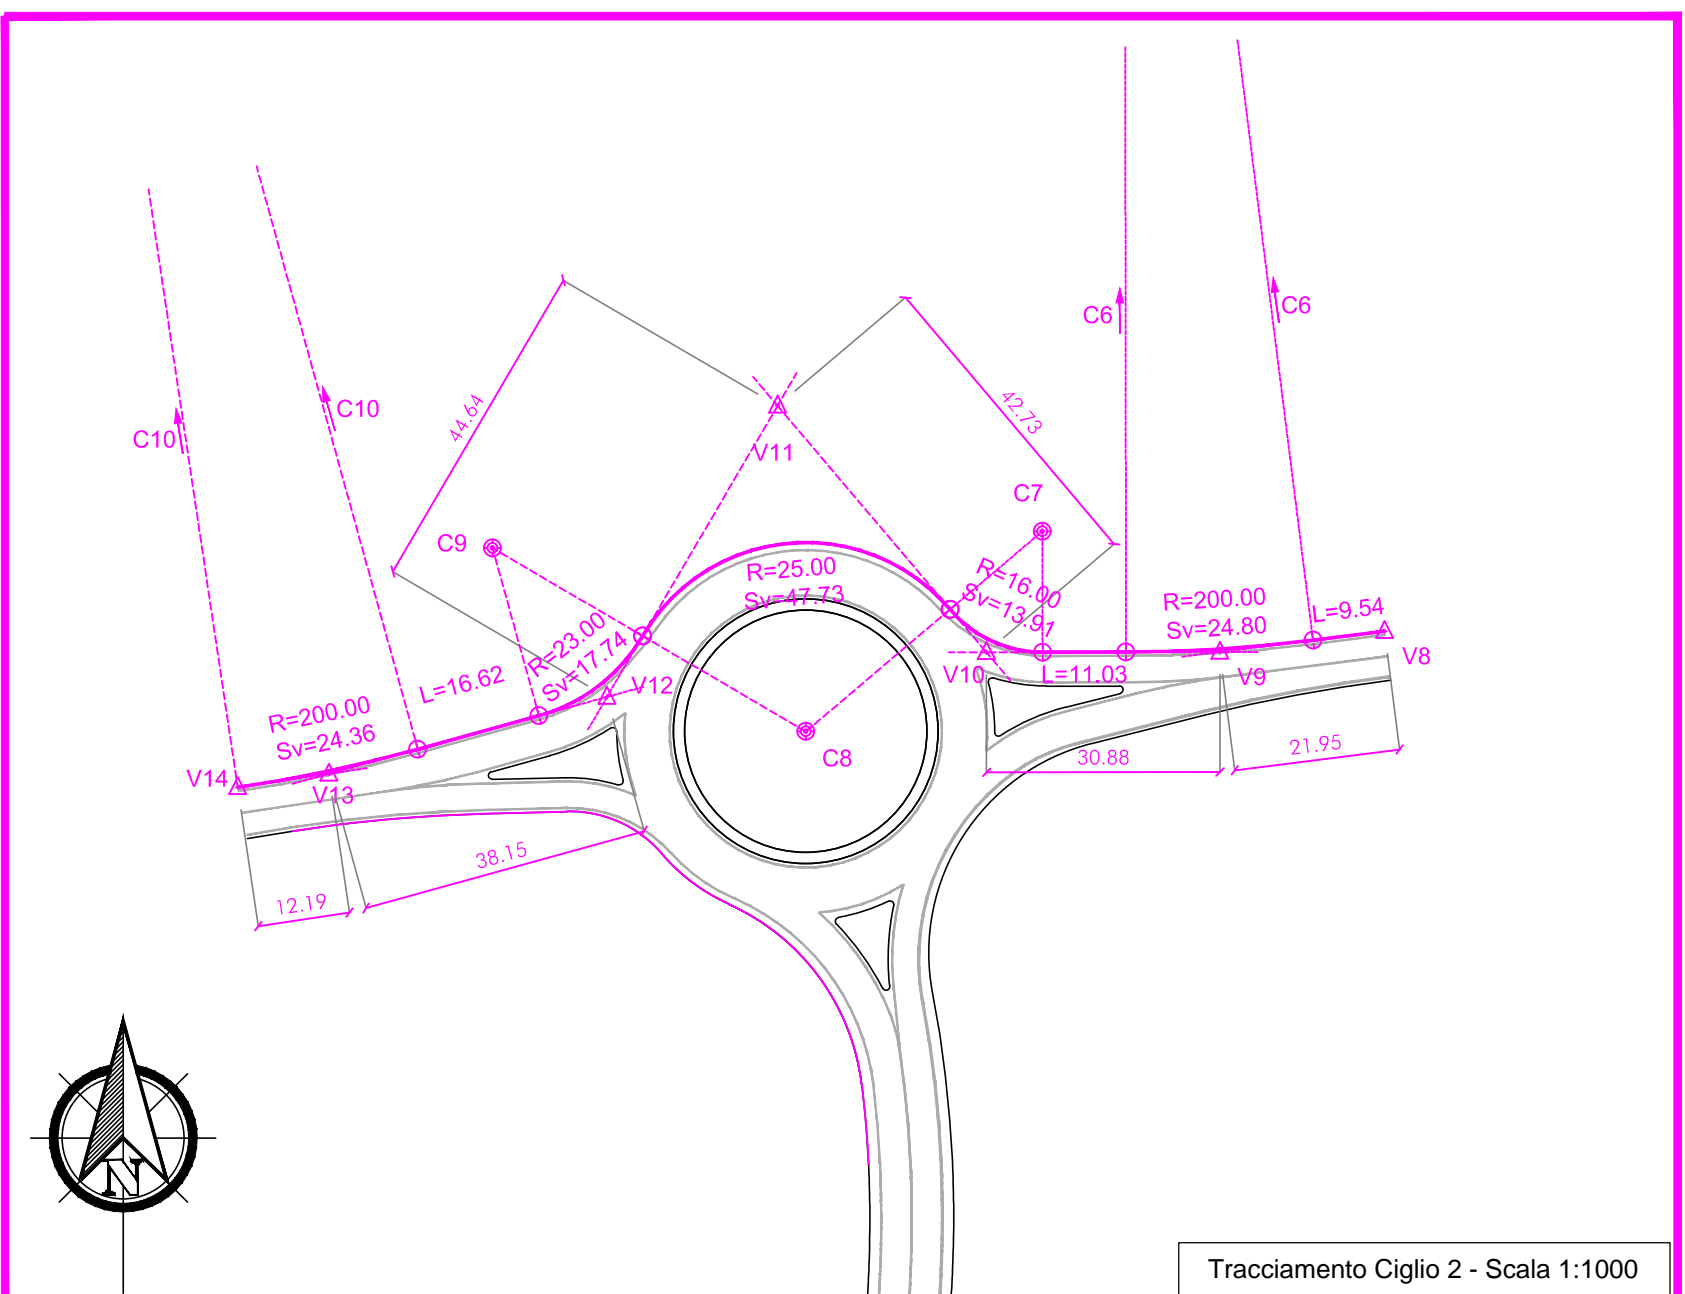 C6
C6
C10
C10
44.64
42.73
V11
C7
C9
R=25.00
Sv=47.73
R=16.00
Sv=13.91
R=200.00
Sv=24.80
L=9.54
R=23.00
Sv=17.74
L=16.62
V12
V10
L=11.03
V9
V8
R=200.00
Sv=24.36
V14
V13
C8
30.88
21.95
38.15
12.19
N
Tracciamento Ciglio 2 - Scala 1:1000